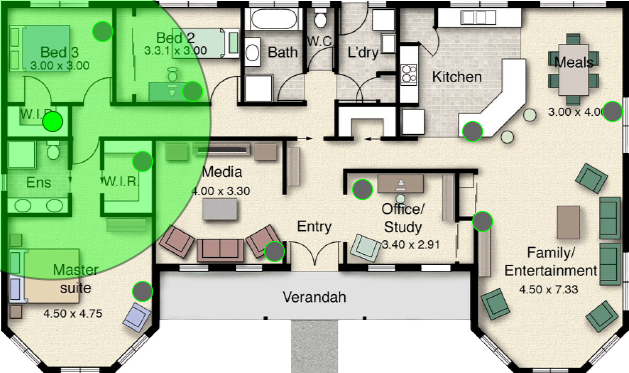 Bed 3
3.00 x 3.00
Bed 2
3.3.1 x 3.00
Bath
W.C
L'dry
Kitchen
Meals
3.00 x 4.00
W.I.R.
Ens
W.I.R.
Media
4.00 x 3.30
Office/
Study
3.40 x 2.91
Entry
Family/
Entertainment
4.50 x 7.33
Master
suite
4.50 x 4.75
Verandah